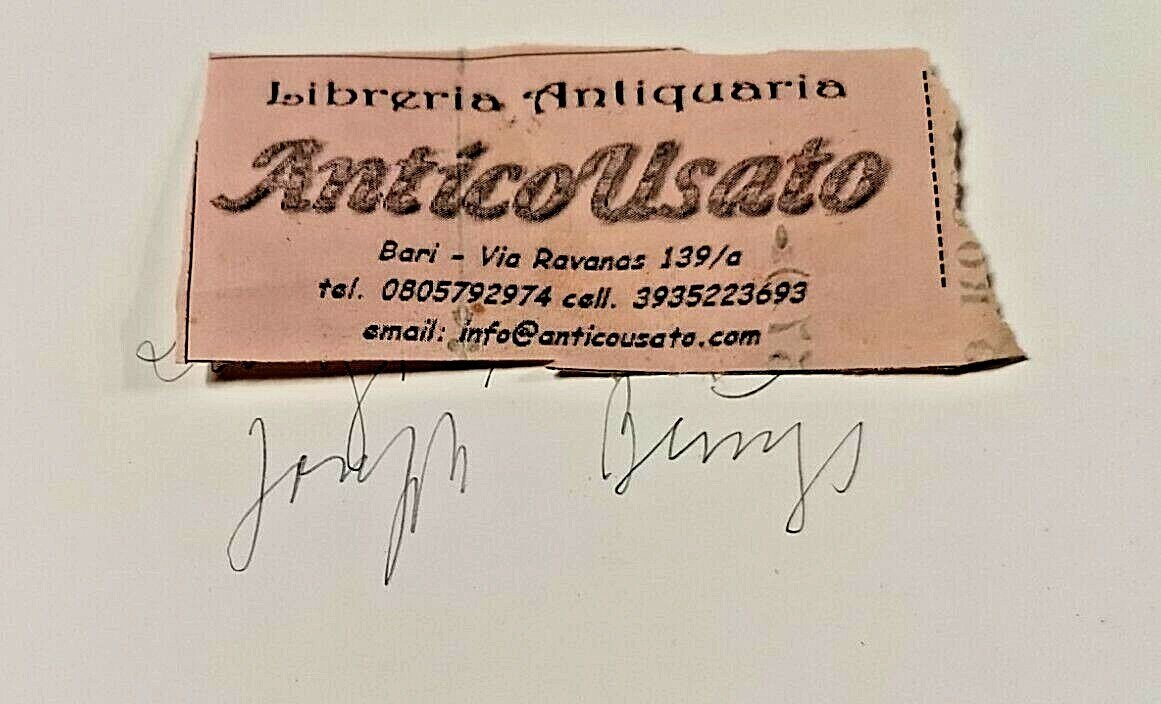 Libreria Antiquaria
AnticoUsato
Bari - Via Ravanas 139/a
tel. 0805792974 cell. 3935223693
email: info@anticousato.com
Joseph Beuys